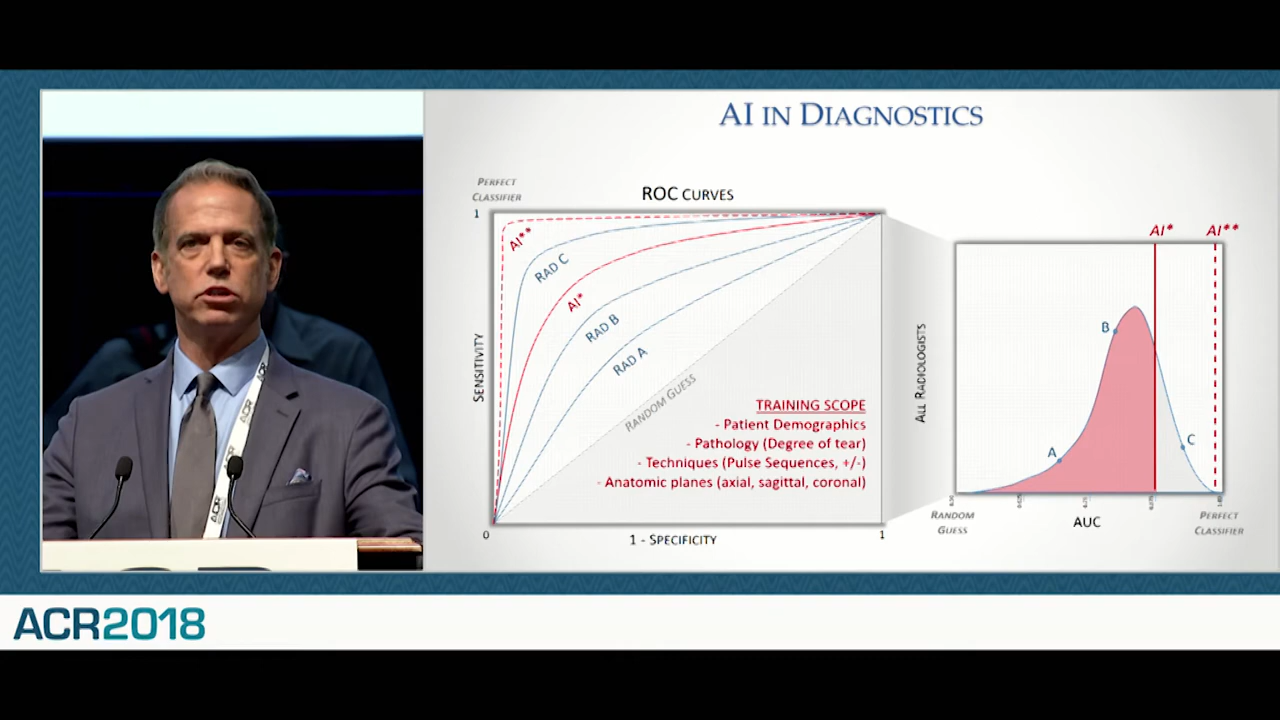 AI IN DIAGNOSTICS
PERFECT
CLASSIFIER
ROC CURVES
1
AI**
RAD C
AI*
RAD B
RAD A
RANDOM GUESS
SENSITIVITY
TRAINING SCOPE
- Patient Demographics
- Pathology (Degree of tear)
- Techniques (Pulse Sequences, +/-)
- Anatomic planes (axial, sagittal, coronal)
0
1 - SPECIFICITY
1
AI* AI**
ALL RADIOLOGISTS
B
A
C
RANDOM
GUESS
AUC
PERFECT
CLASSIFIER
ACR
ACR
ACR2018